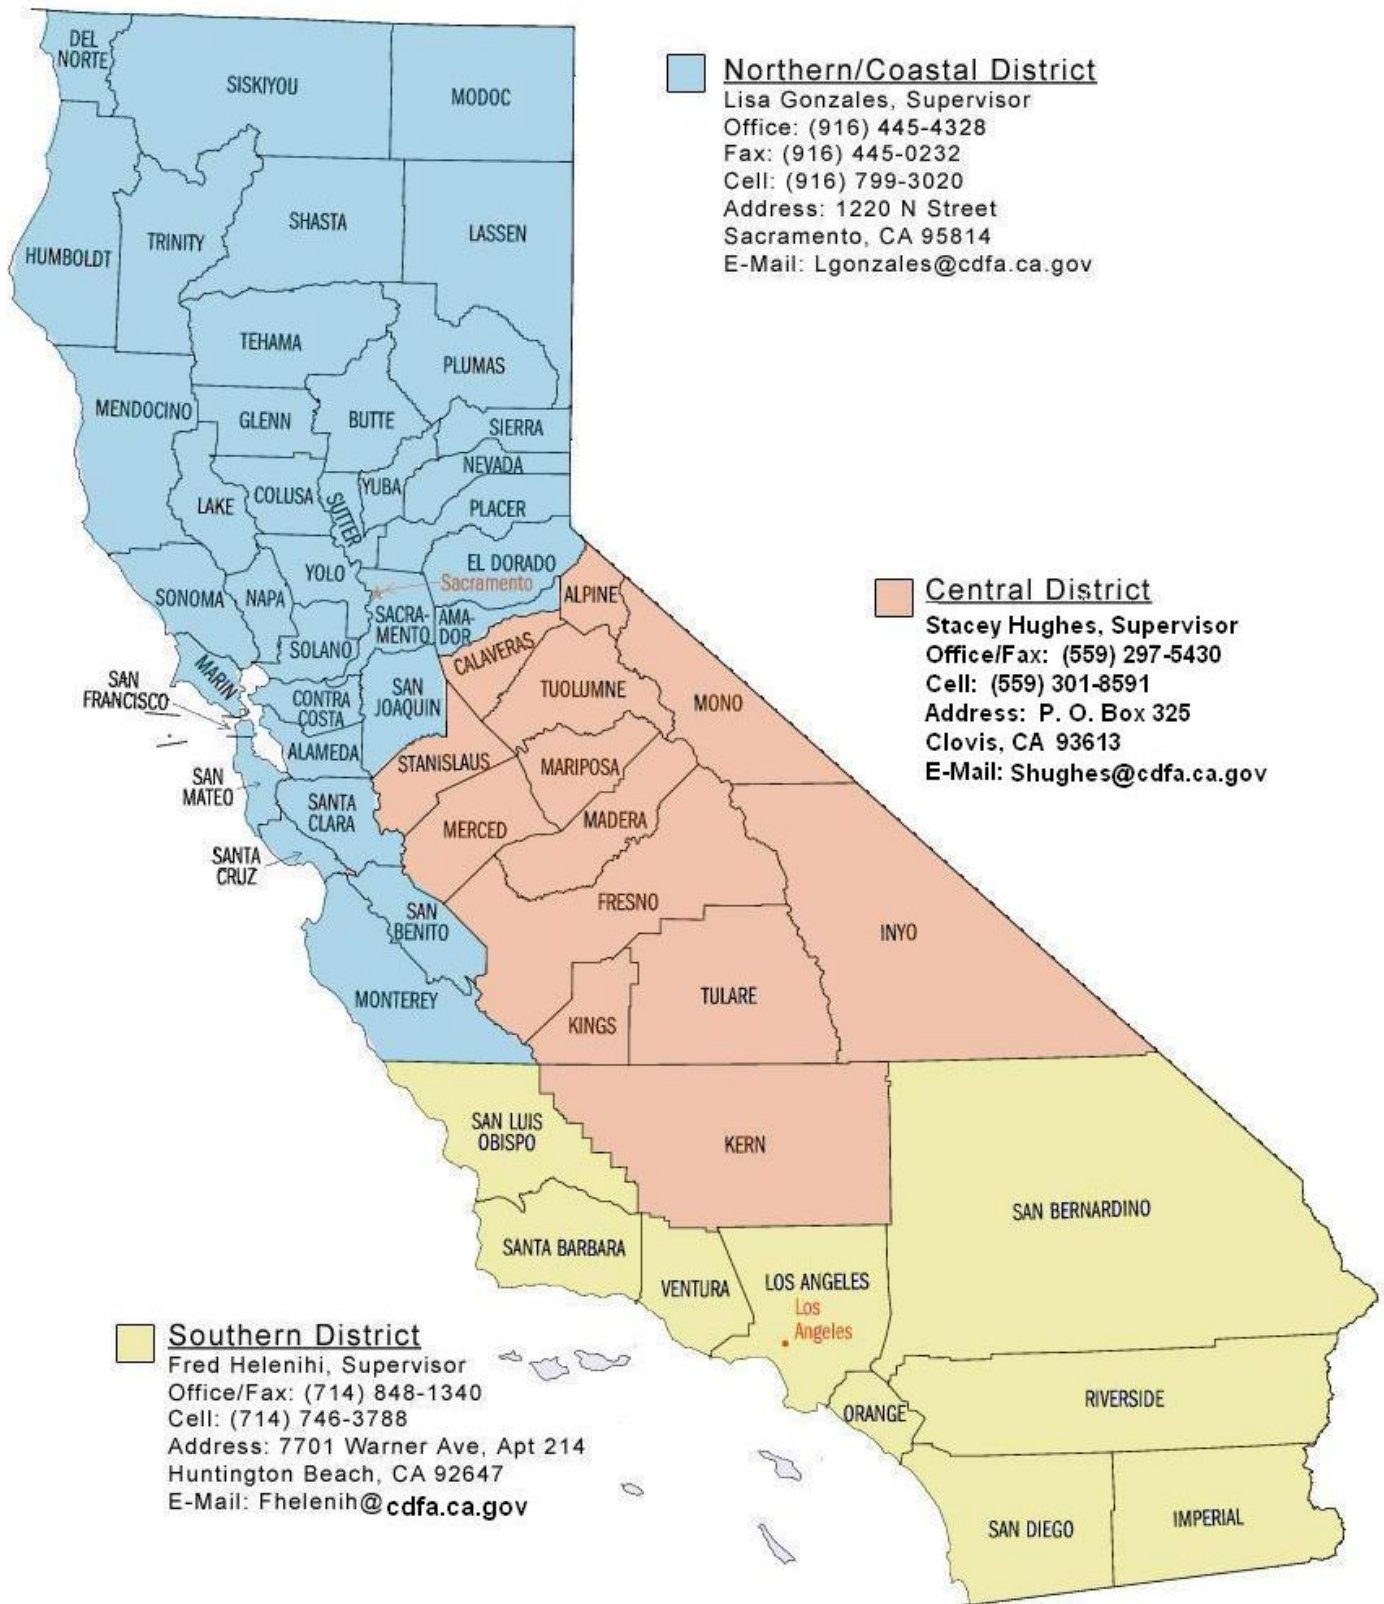 DEL
NORTE
SISKIYOU
MODOC
Northern/Coastal District
Lisa Gonzales, Supervisor
Office: (916) 445-4328
Fax: (916) 445-0232
Cell: (916) 799-3020
Address: 1220 N Street
Sacramento, CA 95814
E-Mail: Lgonzales@cdfa.ca.gov
HUMBOLDT
TRINITY
SHASTA
LASSEN
TEHAMA
PLUMAS
MENDOCINO
GLENN
BUTTE
SIERRA
NEVADA
LAKE
COLUSA
SUTTER
YUBA
PLACER
SONOMA
NAPA
YOLO
EL DORADO
Sacramento
SACRA-
MENTO
AMA-
DOR
ALPINE
SOLANO
MARIN
CALAVERAS
SAN
FRANCISCO
CONTRA
COSTA
SAN
JOAQUIN
TUOLUMNE
MONO
Central District
Stacey Hughes, Supervisor
Office/Fax: (559) 297-5430
Cell: (559) 301-8591
Address: P. O. Box 325
Clovis, CA 93613
E-Mail: Shughes@cdfa.ca.gov
ALAMEDA
STANISLAUS
MARIPOSA
SAN
MATEO
SANTA
CLARA
MERCED
MADERA
SANTA
CRUZ
SAN
BENITO
FRESNO
INYO
MONTEREY
KINGS
TULARE
SAN LUIS
OBISPO
KERN
SAN BERNARDINO
SANTA BARBARA
VENTURA
LOS ANGELES
Los
Angeles
Southern District
Fred Helenihi, Supervisor
Office/Fax: (714) 848-1340
Cell: (714) 746-3788
Address: 7701 Warner Ave, Apt 214
Huntington Beach, CA 92647
E-Mail: Fhelenih@cdfa.ca.gov
ORANGE
RIVERSIDE
SAN DIEGO
IMPERIAL